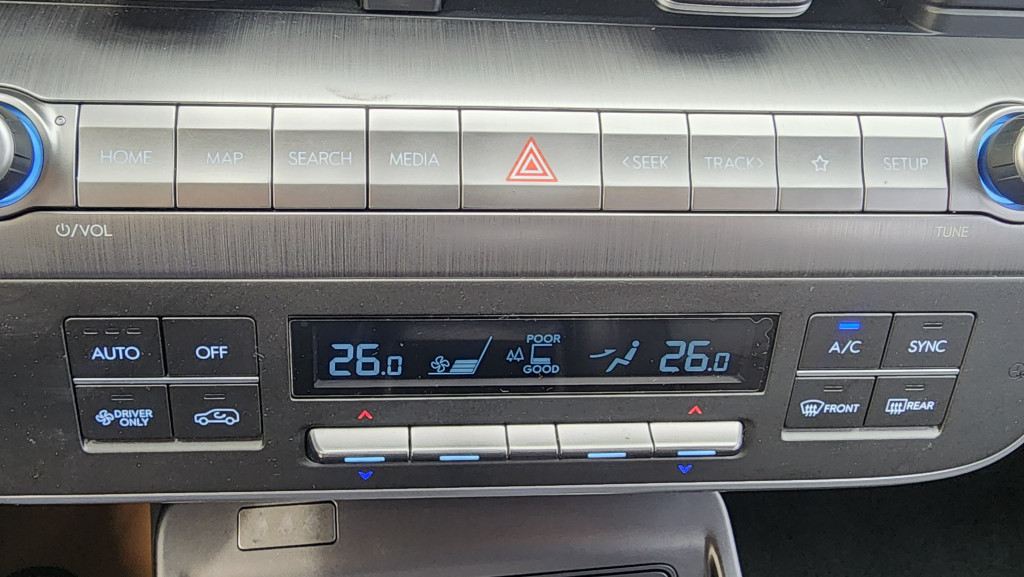 HOME MAP SEARCH MEDIA <SEEK TRACK> SETUP
/VOL TUNE
AUTO OFF
DRIVER
ONLY
26.0
POOR
GOOD
26.0
A/C SYNC
FRONT REAR